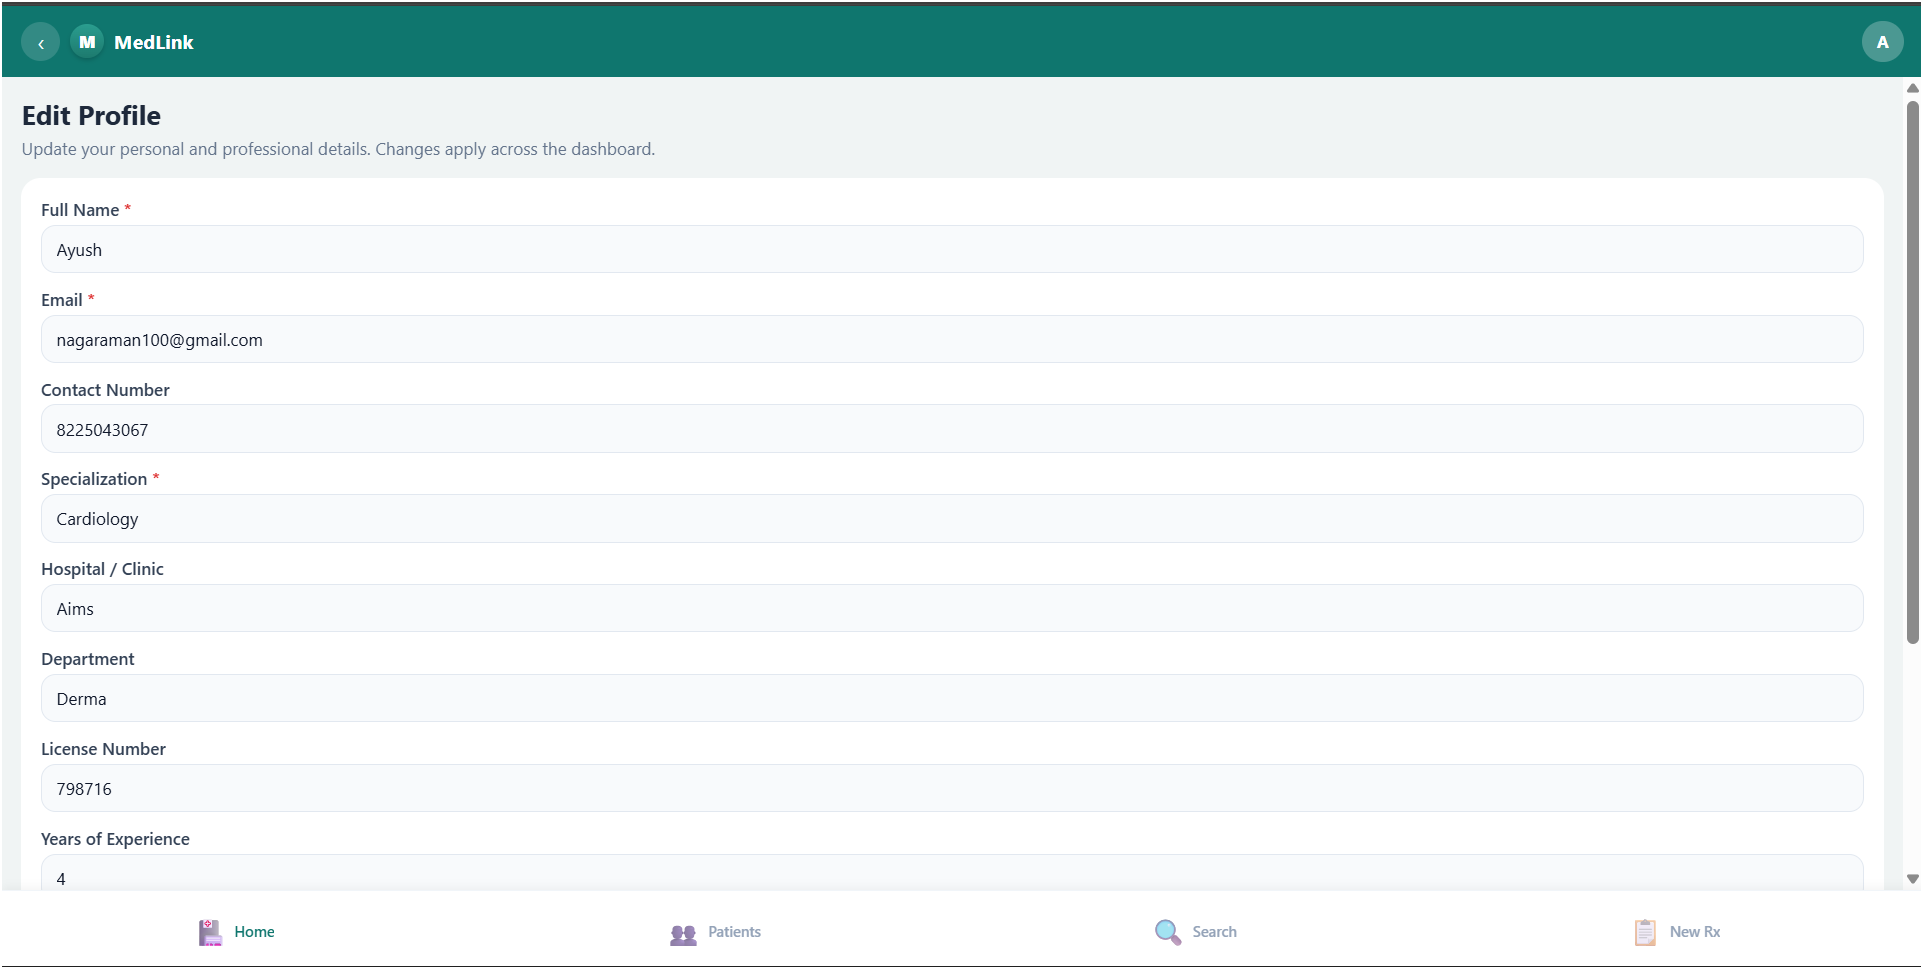 ‹ M MedLink A
Edit Profile
Update your personal and professional details. Changes apply across the dashboard.
Full Name *
Ayush
Email *
nagaraman100@gmail.com
Contact Number
8225043067
Specialization *
Cardiology
Hospital / Clinic
Aims
Department
Derma
License Number
798716
Years of Experience
4
Home Patients Search New Rx